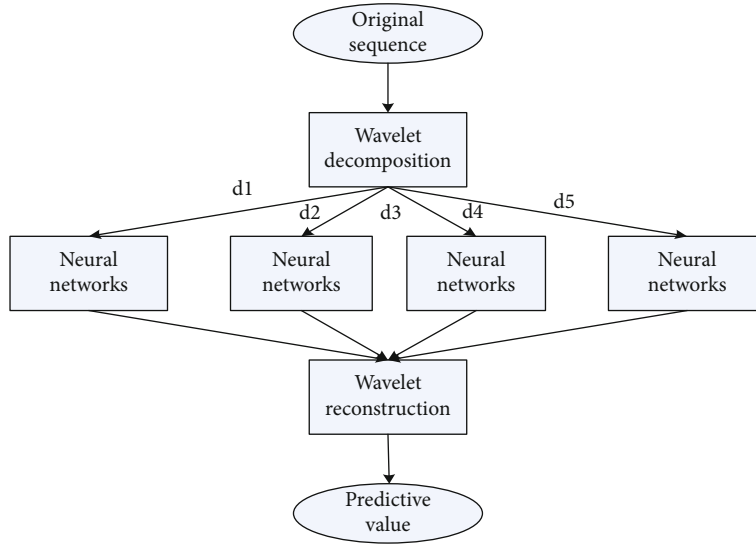 Original
sequence
Wavelet
decomposition
d1
d2
d3
d4
d5
Neural
networks
Neural
networks
Neural
networks
Neural
networks
Wavelet
reconstruction
Predictive
value